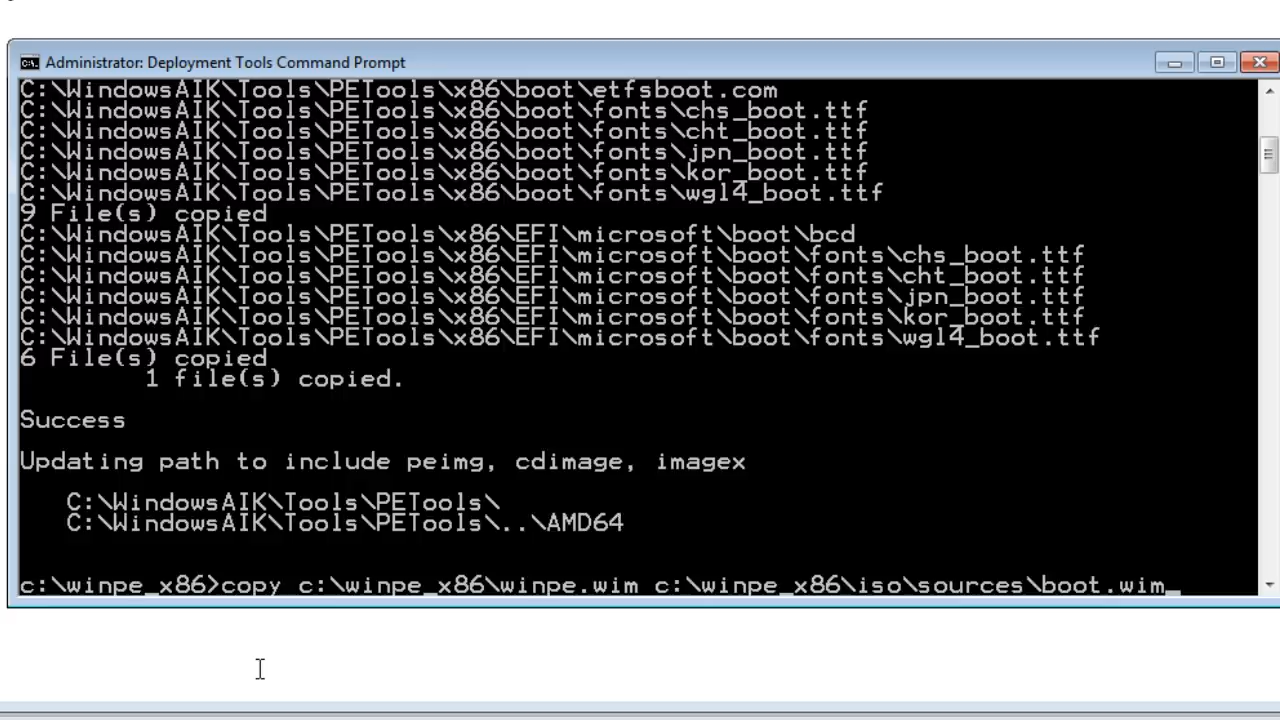 Administrator: Deployment Tools Command Prompt
C:\WindowsAIK\Tools\PETools\x86\boot\etfsboot.com
C:\WindowsAIK\Tools\PETools\x86\boot\fonts\chs_boot.ttf
C:\WindowsAIK\Tools\PETools\x86\boot\fonts\cht_boot.ttf
C:\WindowsAIK\Tools\PETools\x86\boot\fonts\jpn_boot.ttf
C:\WindowsAIK\Tools\PETools\x86\boot\fonts\kor_boot.ttf
C:\WindowsAIK\Tools\PETools\x86\boot\fonts\wgl4_boot.ttf
9 File(s) copied
C:\WindowsAIK\Tools\PETools\x86\EFI\microsoft\boot\bcd
C:\WindowsAIK\Tools\PETools\x86\EFI\microsoft\boot\fonts\chs_boot.ttf
C:\WindowsAIK\Tools\PETools\x86\EFI\microsoft\boot\fonts\cht_boot.ttf
C:\WindowsAIK\Tools\PETools\x86\EFI\microsoft\boot\fonts\jpn_boot.ttf
C:\WindowsAIK\Tools\PETools\x86\EFI\microsoft\boot\fonts\kor_boot.ttf
C:\WindowsAIK\Tools\PETools\x86\EFI\microsoft\boot\fonts\wgl4_boot.ttf
6 File(s) copied
1 file(s) copied.
Success
Updating path to include peimg, cdimage, imagex
C:\WindowsAIK\Tools\PETools\
C:\WindowsAIK\Tools\PETools\..\AMD64
c:\winpe_x86>copy c:\winpe_x86\winpe.wim c:\winpe_x86\iso\sources\boot.wim_